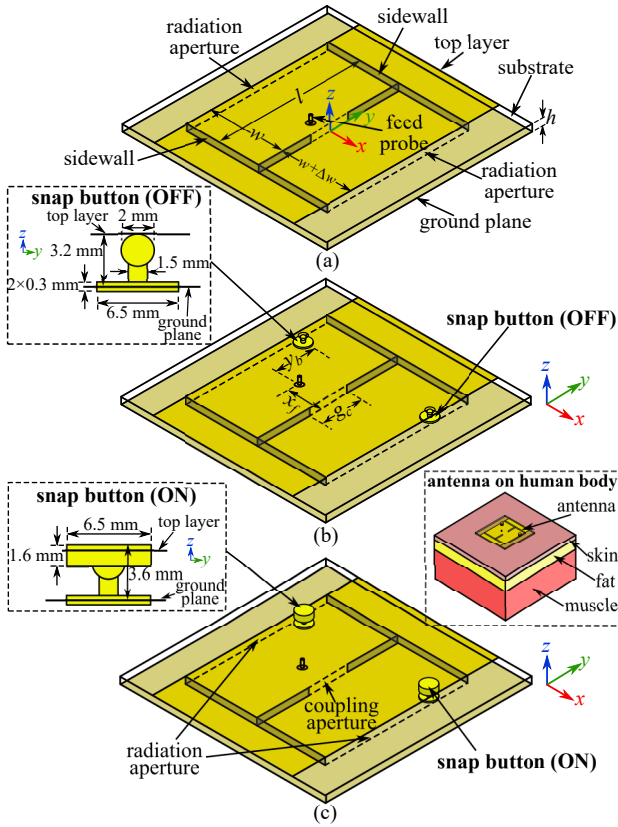 radiation
aperture
sidewall
top layer
substrate
z
l
y
h
w
feed
probe
x
w+Δw
sidewall
radiation
aperture
ground plane
(a)
snap button (OFF)
top layer
2 mm
z
y
3.2 mm
1.5 mm
2×0.3 mm
6.5 mm
ground
plane
snap button (OFF)
y_b
x_f
g_c
z
y
x
(b)
snap button (ON)
6.5 mm
top layer
z
y
1.6 mm
3.6 mm
ground
plane
antenna on human body
antenna
skin
fat
muscle
coupling
aperture
radiation
aperture
z
y
x
snap button (ON)
(c)